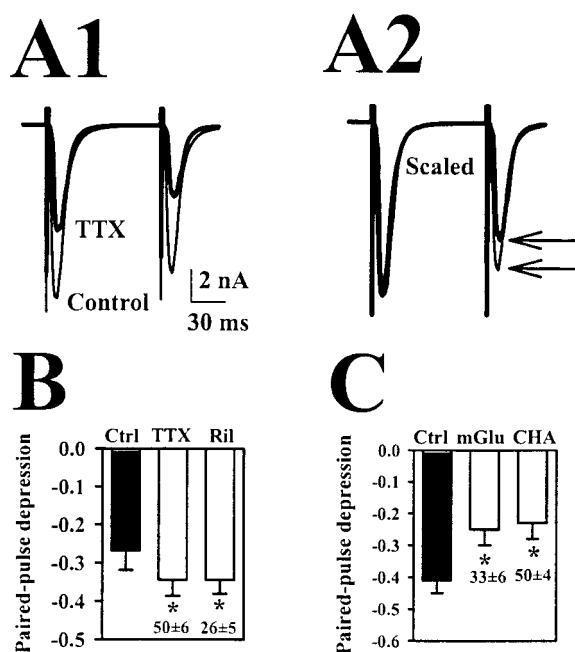 A1
A2
TTX
Control
2 nA
30 ms
Scaled
B
C
Ctrl TTX Ril
Paired-pulse depression
0.0
-0.1
-0.2
-0.3
-0.4
-0.5
*
*
50±6
26±5
Ctrl mGlu CHA
Paired-pulse depression
0.0
-0.1
-0.2
-0.3
-0.4
-0.5
-0.6
*
*
33±6
50±4